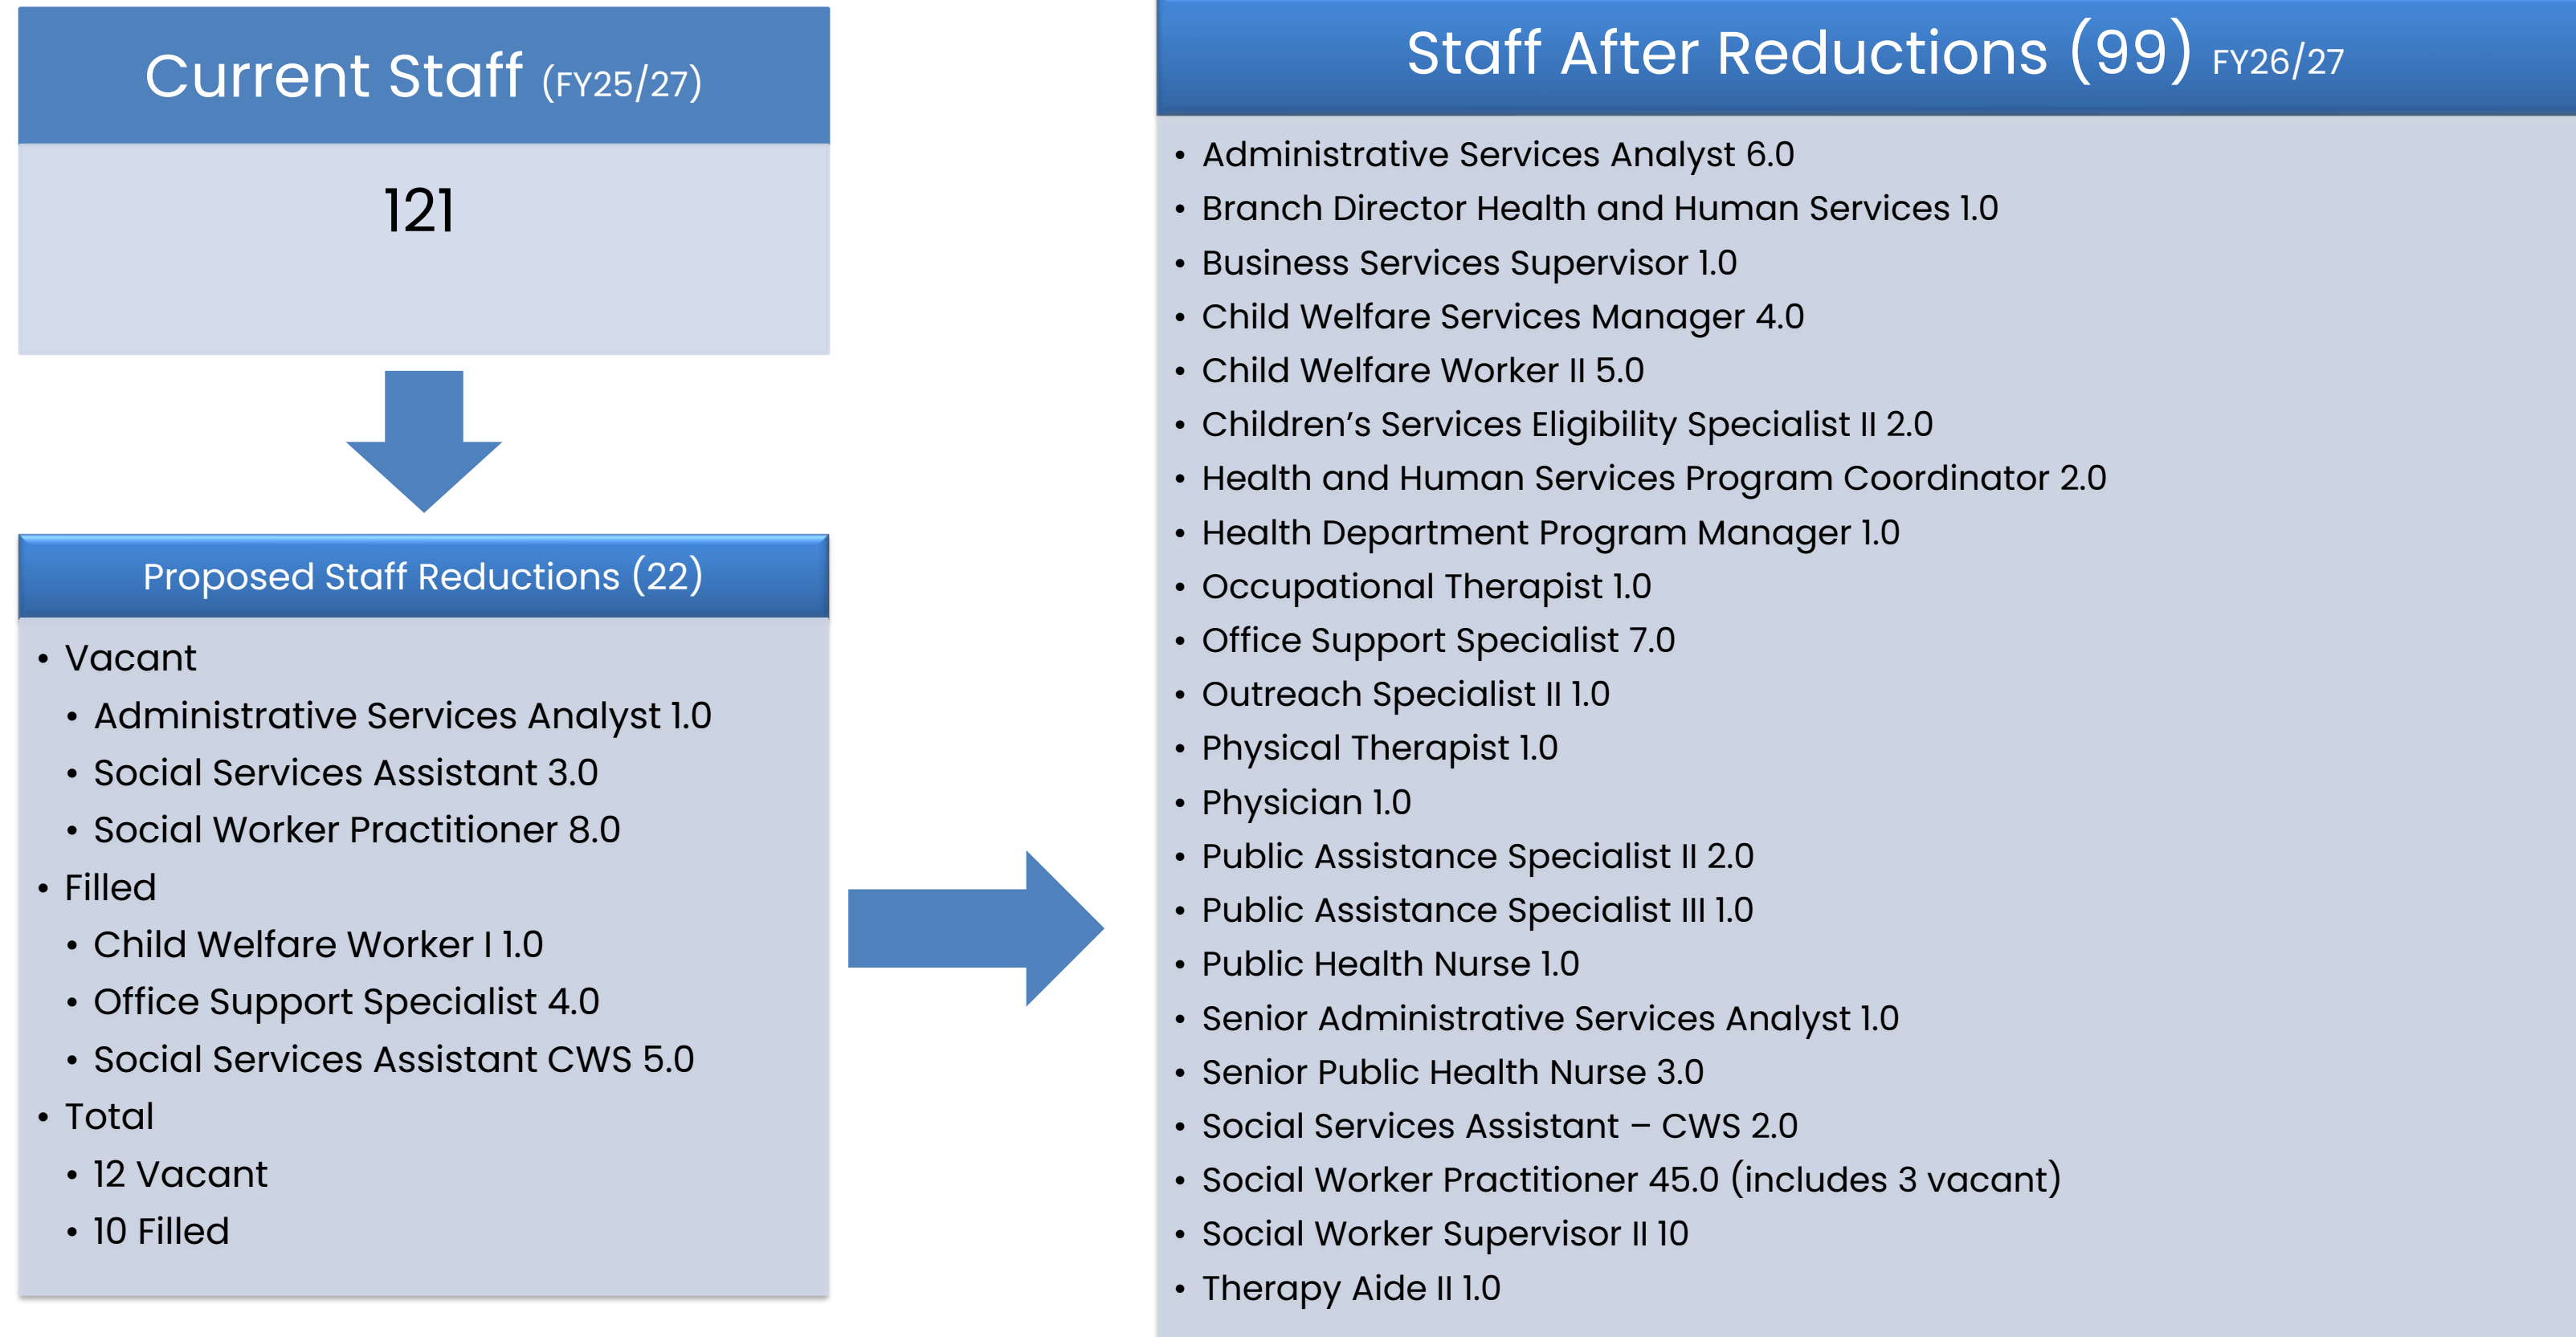 Current Staff (FY25/27)
121
Proposed Staff Reductions (22)
• Vacant
• Administrative Services Analyst 1.0
• Social Services Assistant 3.0
• Social Worker Practitioner 8.0
• Filled
• Child Welfare Worker I 1.0
• Office Support Specialist 4.0
• Social Services Assistant CWS 5.0
• Total
• 12 Vacant
• 10 Filled
Staff After Reductions (99) FY26/27
• Administrative Services Analyst 6.0
• Branch Director Health and Human Services 1.0
• Business Services Supervisor 1.0
• Child Welfare Services Manager 4.0
• Child Welfare Worker II 5.0
• Children’s Services Eligibility Specialist II 2.0
• Health and Human Services Program Coordinator 2.0
• Health Department Program Manager 1.0
• Occupational Therapist 1.0
• Office Support Specialist 7.0
• Outreach Specialist II 1.0
• Physical Therapist 1.0
• Physician 1.0
• Public Assistance Specialist II 2.0
• Public Assistance Specialist III 1.0
• Public Health Nurse 1.0
• Senior Administrative Services Analyst 1.0
• Senior Public Health Nurse 3.0
• Social Services Assistant – CWS 2.0
• Social Worker Practitioner 45.0 (includes 3 vacant)
• Social Worker Supervisor II 10
• Therapy Aide II 1.0